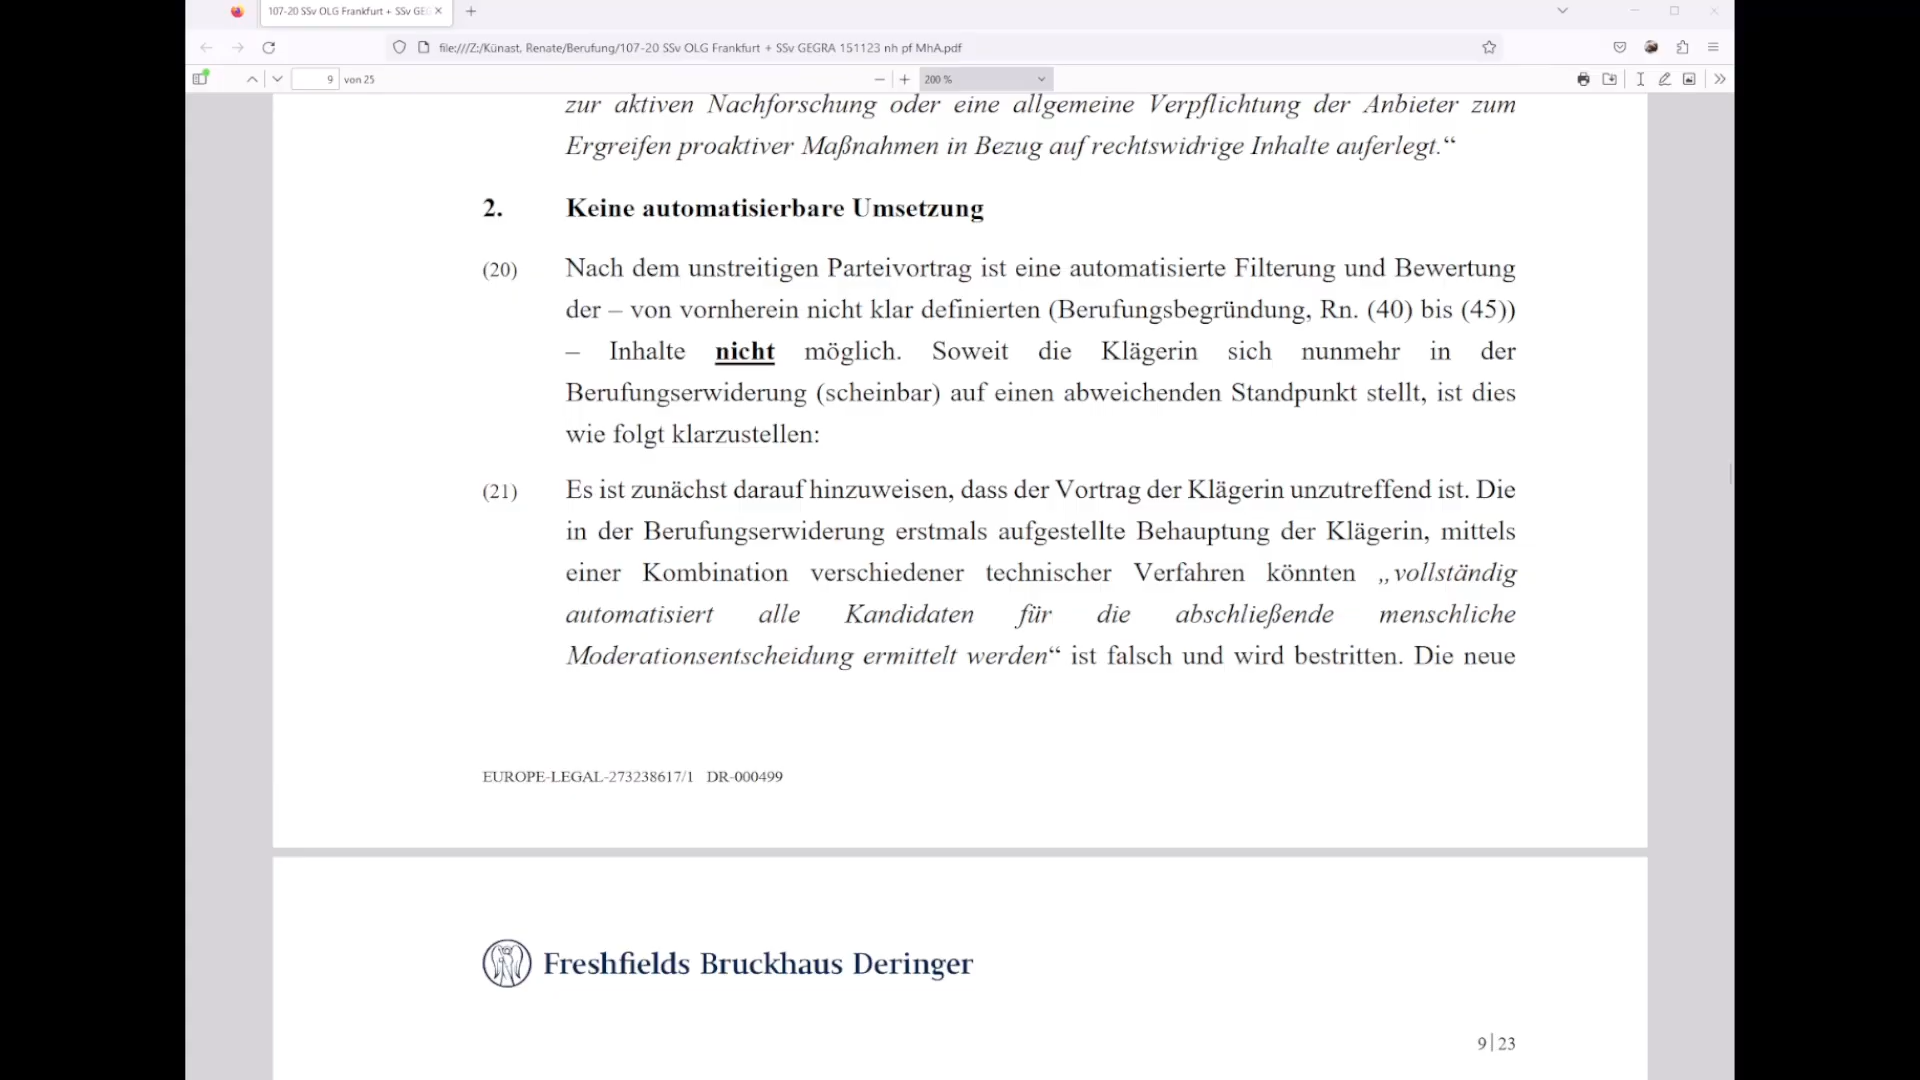 107-20 SSv OLG Frankfurt + SSv GEG
file:///Z:/Künast, Renate/Berufung/107-20 SSv OLG Frankfurt + SSv GEGRA 151123 nh pf MhA.pdf
9 von 25
200 %
zur aktiven Nachforschung oder eine allgemeine Verpflichtung der Anbieter zum
Ergreifen proaktiver Maßnahmen in Bezug auf rechtswidrige Inhalte auferlegt.“
2. Keine automatisierbare Umsetzung
(20) Nach dem unstreitigen Parteivortrag ist eine automatisierte Filterung und Bewertung
der – von vornherein nicht klar definierten (Berufungsbegründung, Rn. (40) bis (45))
– Inhalte nicht möglich. Soweit die Klägerin sich nunmehr in der
Berufungserwiderung (scheinbar) auf einen abweichenden Standpunkt stellt, ist dies
wie folgt klarzustellen:
(21) Es ist zunächst darauf hinzuweisen, dass der Vortrag der Klägerin unzutreffend ist. Die
in der Berufungserwiderung erstmals aufgestellte Behauptung der Klägerin, mittels
einer Kombination verschiedener technischer Verfahren könnten „vollständig
automatisiert alle Kandidaten für die abschließende menschliche
Moderationsentscheidung ermittelt werden“ ist falsch und wird bestritten. Die neue
EUROPE-LEGAL-273238617/1 DR-000499
Freshfields Bruckhaus Deringer
9|23